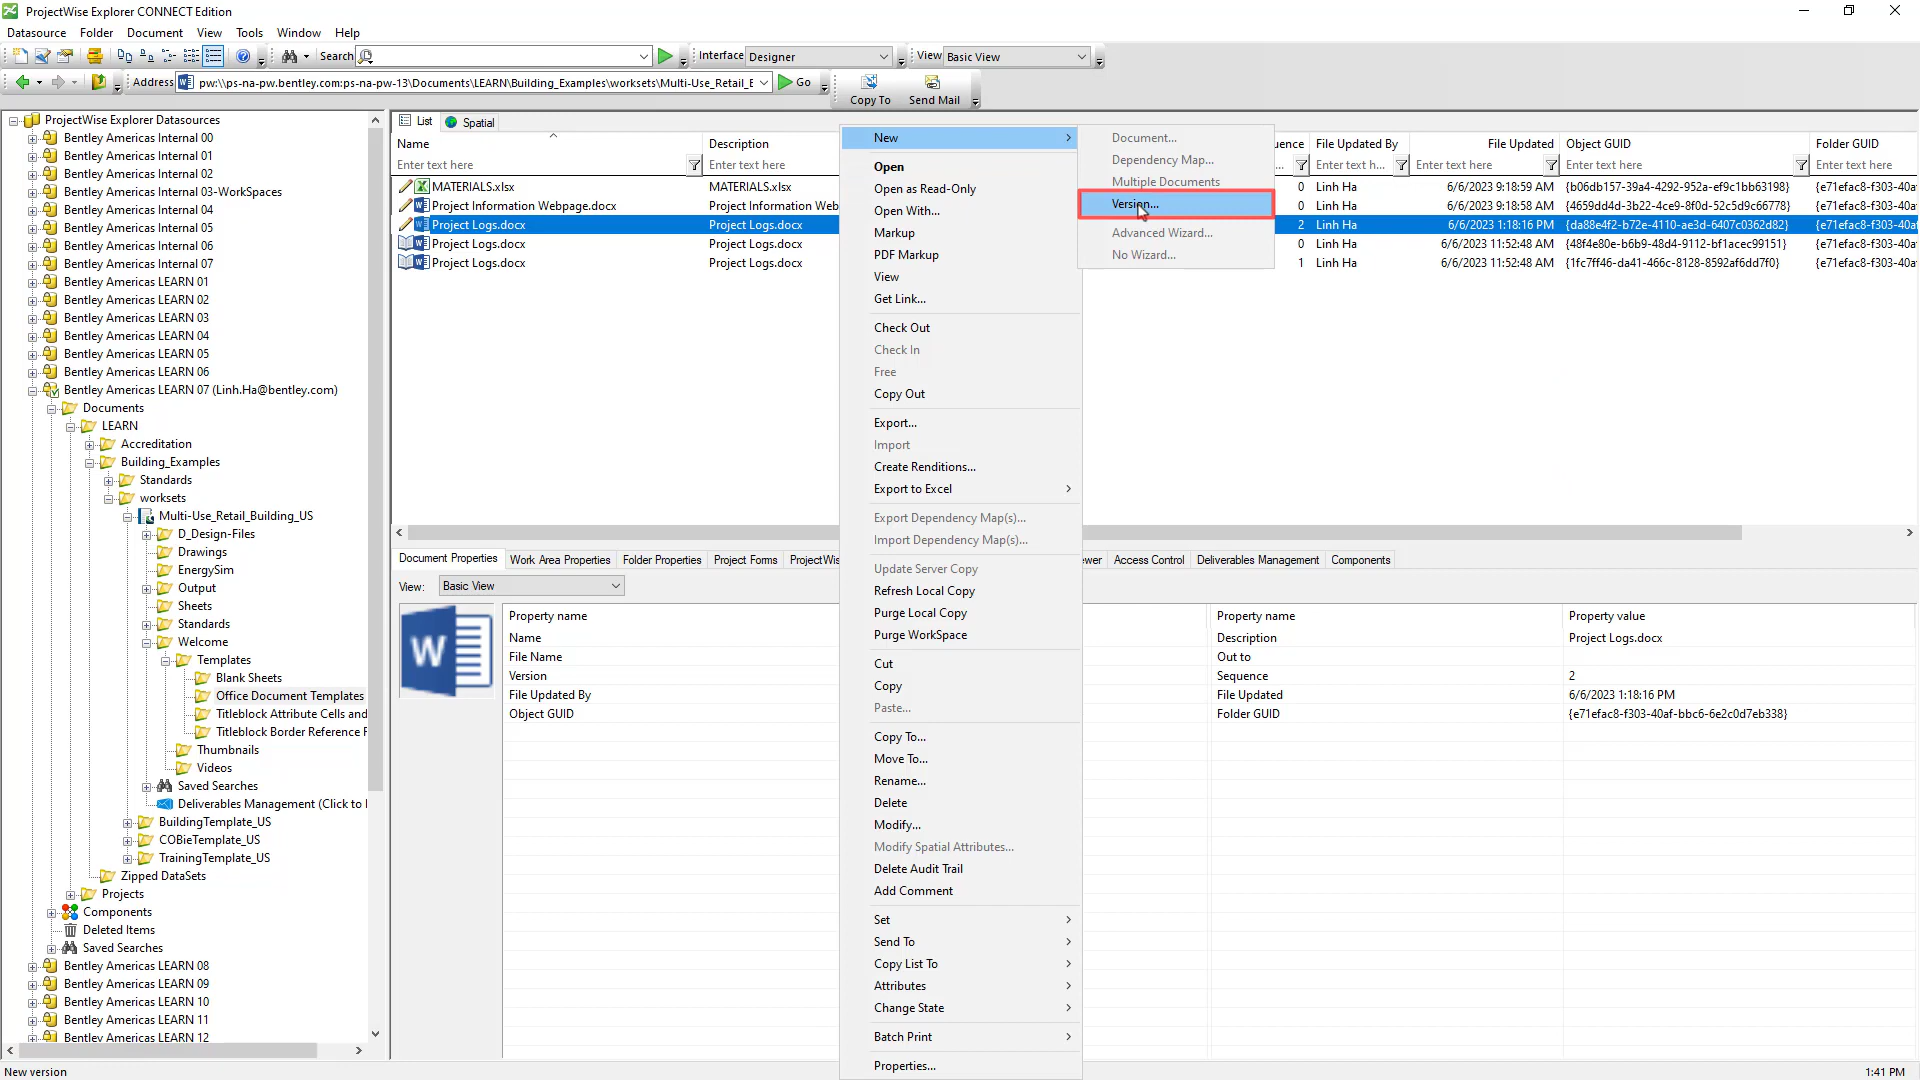 ProjectWise Explorer CONNECT Edition
Datasource Folder Document View Tools Window Help
Search Interface Designer View Basic View
Address pw:\\ps-na-pw.bentley.com:ps-na-pw-13\Documents\LEARN\Building_Examples\worksets\Multi-Use_Retail_E Go Copy To Send Mail
ProjectWise Explorer Datasources
Bentley Americas Internal 00
Bentley Americas Internal 01
Bentley Americas Internal 02
Bentley Americas Internal 03-WorkSpaces
Bentley Americas Internal 04
Bentley Americas Internal 05
Bentley Americas Internal 06
Bentley Americas Internal 07
Bentley Americas LEARN 01
Bentley Americas LEARN 02
Bentley Americas LEARN 03
Bentley Americas LEARN 04
Bentley Americas LEARN 05
Bentley Americas LEARN 06
Bentley Americas LEARN 07 (Linh.Ha@bentley.com)
Documents
LEARN
Accreditation
Building_Examples
Standards
worksets
Multi-Use_Retail_Building_US
D_Design-Files
Drawings
EnergySim
Output
Sheets
Standards
Welcome
Templates
Blank Sheets
Office Document Templates
Titleblock Attribute Cells and
Titleblock Border Reference F
Thumbnails
Videos
Saved Searches
Deliverables Management (Click to
BuildingTemplate_US
COBieTemplate_US
TrainingTemplate_US
Zipped DataSets
Projects
Components
Deleted Items
Saved Searches
Bentley Americas LEARN 08
Bentley Americas LEARN 09
Bentley Americas LEARN 10
Bentley Americas LEARN 11
Bentley Americas LEARN 12
List Spatial
Name Description uence File Updated By File Updated Object GUID Folder GUID
Enter text here Enter text here ... Enter text h... Enter text here Enter text here Enter text here
MATERIALS.xlsx MATERIALS.xlsx 0 Linh Ha 6/6/2023 9:18:59 AM {b06db157-39a4-4292-952a-ef9c1bb63198} {e71efac8-f303-40a
Project Information Webpage.docx Project Information Web 0 Linh Ha 6/6/2023 9:18:58 AM {4659dd4d-3b22-4ce9-8f0d-52c5d9c66778} {e71efac8-f303-40a
Project Logs.docx Project Logs.docx 2 Linh Ha 6/6/2023 1:18:16 PM {da88e4f2-b72e-4110-ae3d-6407c0362d82} {e71efac8-f303-40a
Project Logs.docx Project Logs.docx 0 Linh Ha 6/6/2023 11:52:48 AM {48f4e80e-b6b9-48d4-9112-bf1acec99151} {e71efac8-f303-40a
Project Logs.docx Project Logs.docx 1 Linh Ha 6/6/2023 11:52:48 AM {1fc7ff46-da41-466c-8128-8592af6dd7f0} {e71efac8-f303-40a
New
Open
Open as Read-Only
Open With...
Markup
PDF Markup
View
Get Link...
Check Out
Check In
Free
Copy Out
Export...
Import
Create Renditions...
Export to Excel
Export Dependency Map(s)...
Import Dependency Map(s)...
Update Server Copy
Refresh Local Copy
Purge Local Copy
Purge WorkSpace
Cut
Copy
Paste...
Copy To...
Move To...
Rename...
Delete
Modify...
Modify Spatial Attributes...
Delete Audit Trail
Add Comment
Set
Send To
Copy List To
Attributes
Change State
Batch Print
Properties...
Document...
Dependency Map...
Multiple Documents
Version...
Advanced Wizard...
No Wizard...
Document Properties Work Area Properties Folder Properties Project Forms ProjectWis ewer Access Control Deliverables Management Components
View: Basic View
Property name Property name Property value
Name Description Project Logs.docx
File Name Out to
Version Sequence 2
File Updated By File Updated 6/6/2023 1:18:16 PM
Object GUID Folder GUID {e71efac8-f303-40af-bbc6-6e2c0d7eb338}
W
New version 1:41 PM